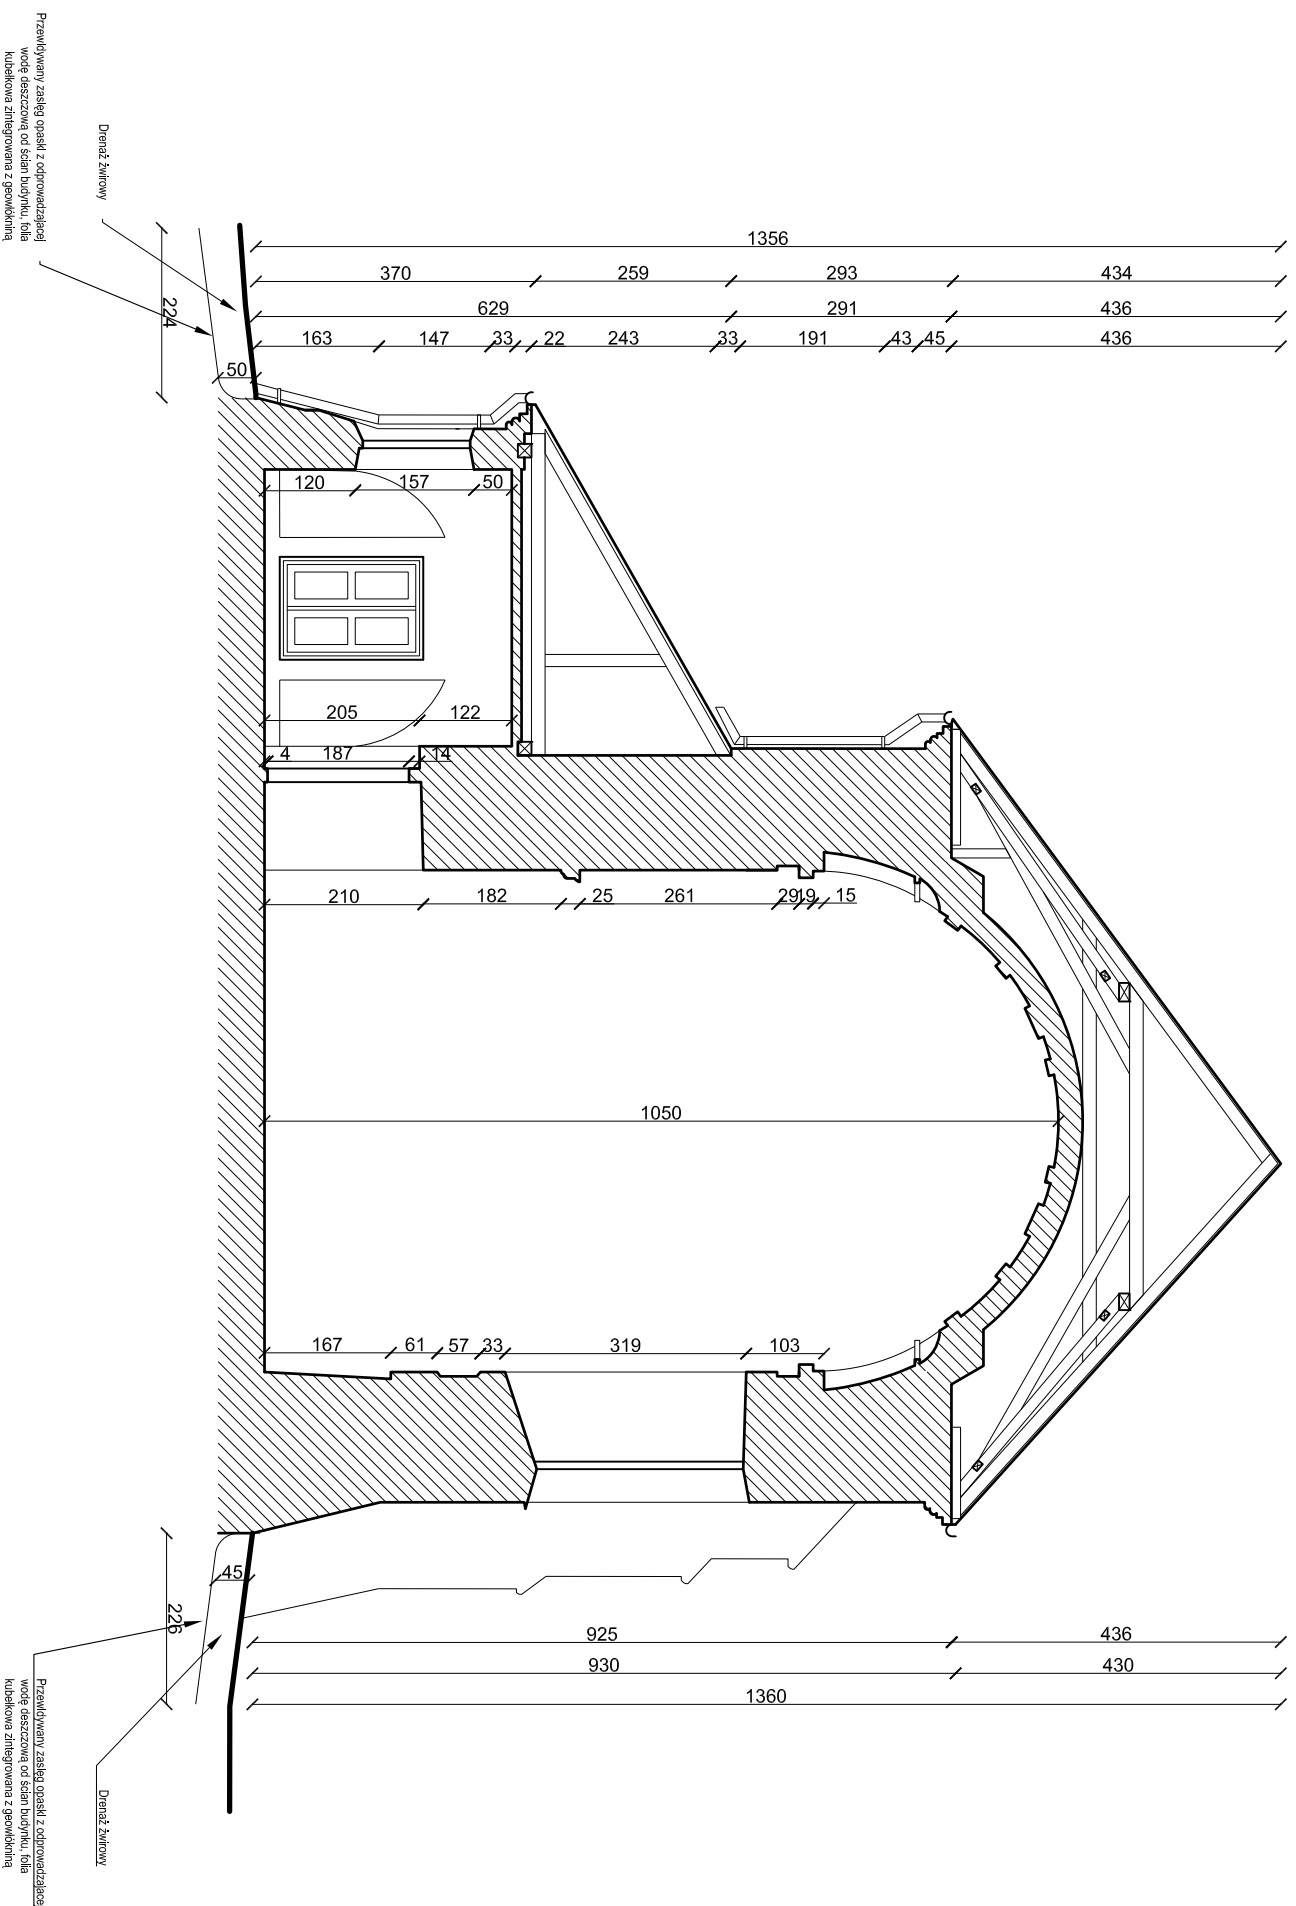 Przewidywany zasięg opaski z odprowadzajacej
wodę deszczową od ścian budynku, folia
kubełkowa zintegrowana z geowłókniną
Drenaż żwirowy
1356
370 259 293 434
629 291 436
163 147 33 22 243 33 191 43 45 436
224
50
120 157 50
205 122
4 187 14
210 182 25 261 29 19 15
1050
167 61 57 33 319 103
45
226
925 436
930 430
1360
Drenaż żwirowy
Przewidywany zasięg opaski z odprowadzajace
wodę deszczową od ścian budynku, folia
kubełkowa zintegrowana z geowłókniną